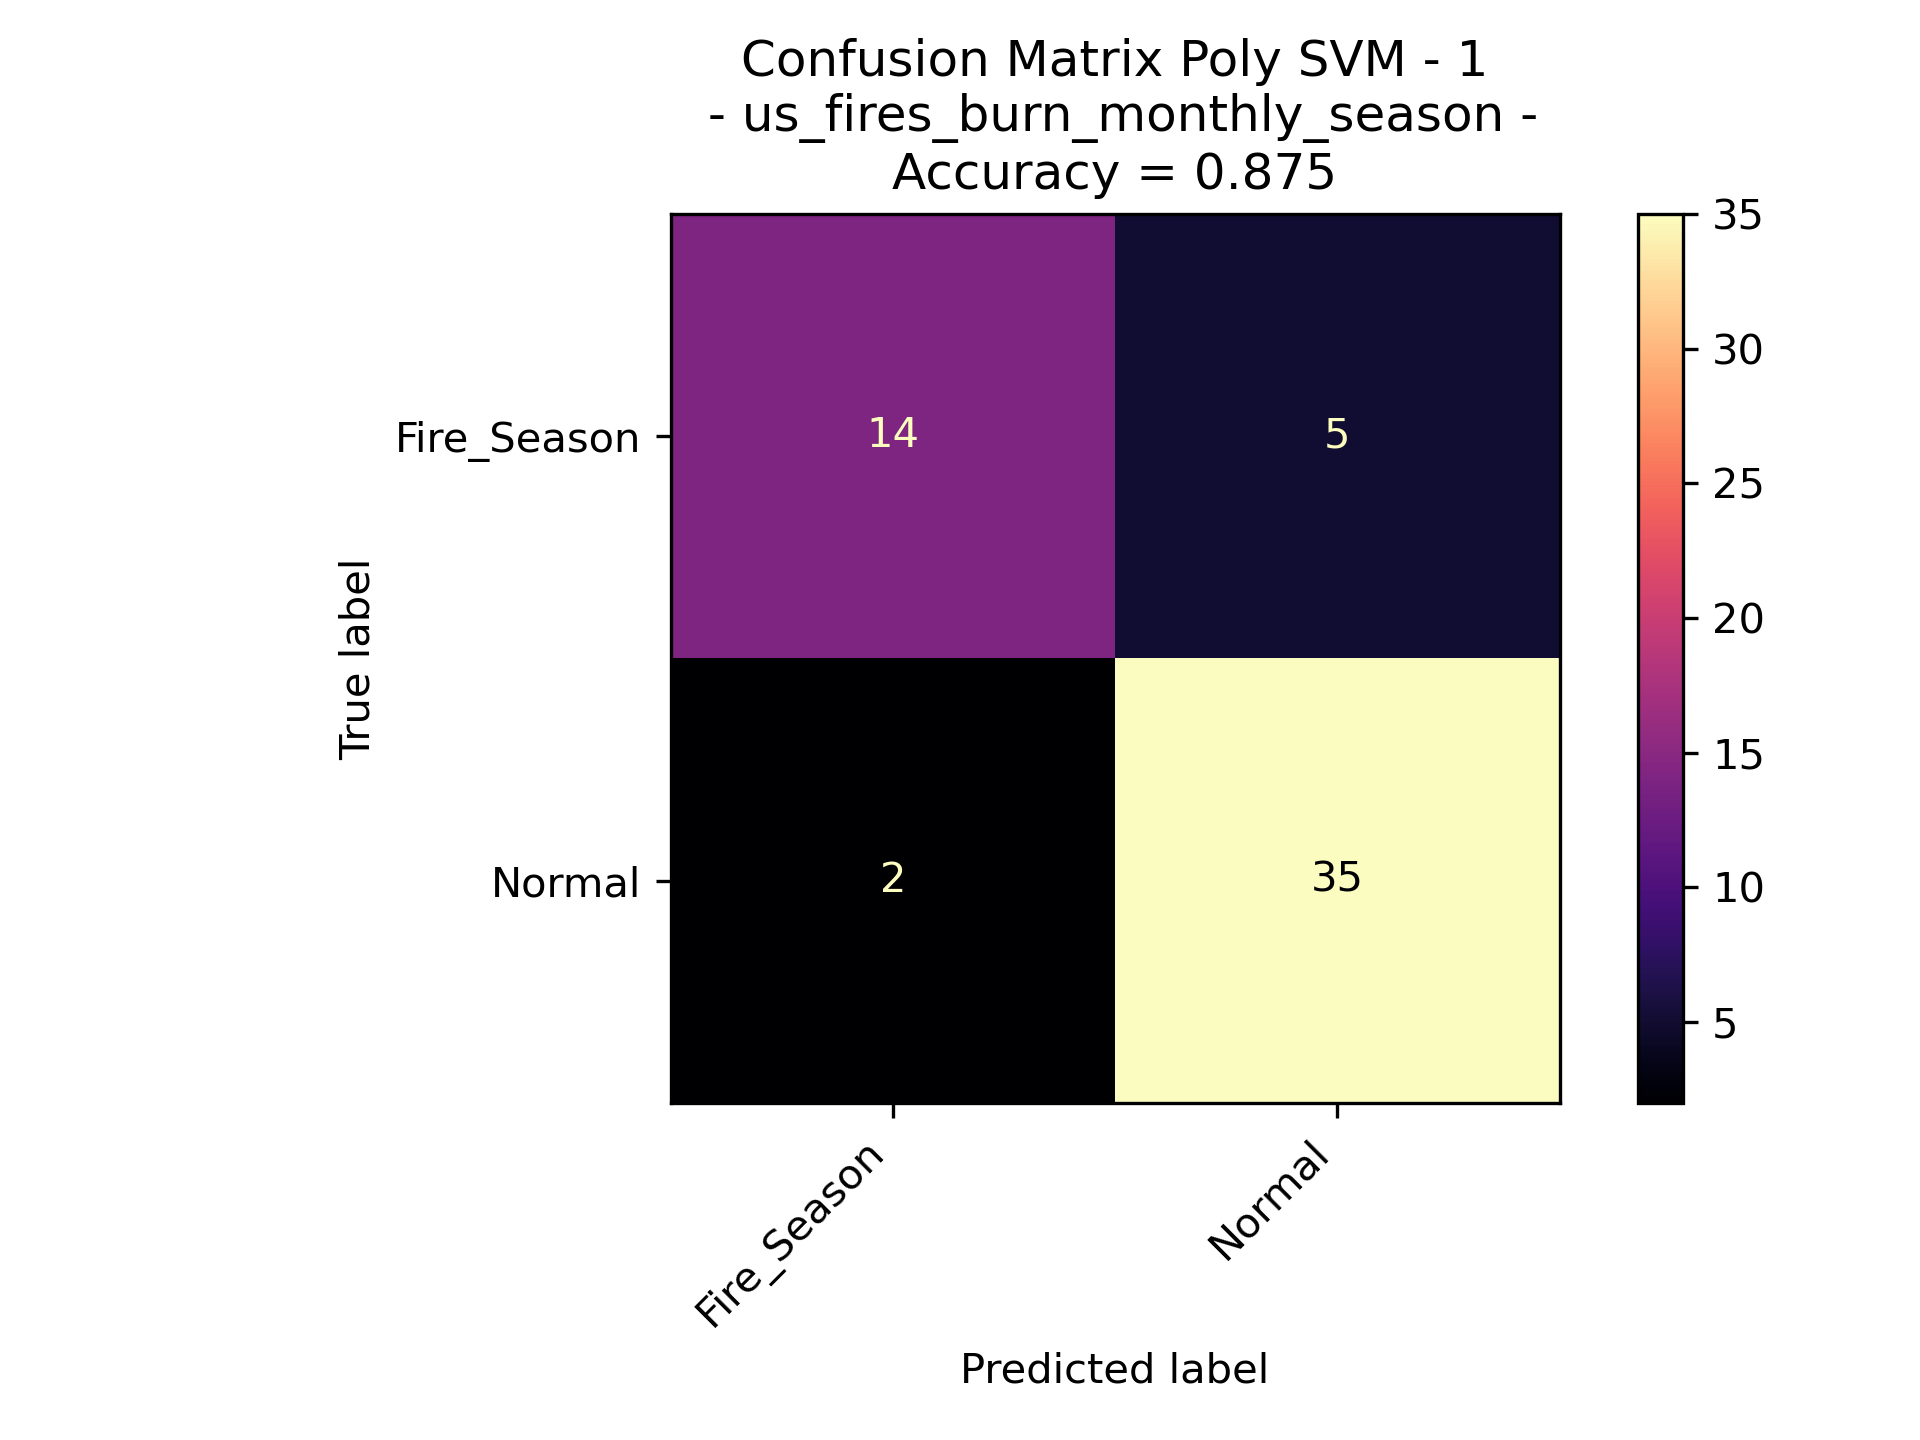 Confusion Matrix Poly SVM - 1
- us_fires_burn_monthly_season -
Accuracy = 0.875
35
30
25
20
15
10
5
True label
Fire_Season
14
5
Normal
2
35
Fire_Season
Normal
Predicted label